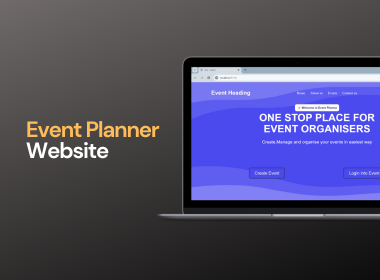 Event Planner
Website
Event Heading
Home About us Events Contact us
Welcome to Event Planner
ONE STOP PLACE FOR
EVENT ORGANISERS
Create,Manage and organise your events in easiest way
Create Event
Login into Event